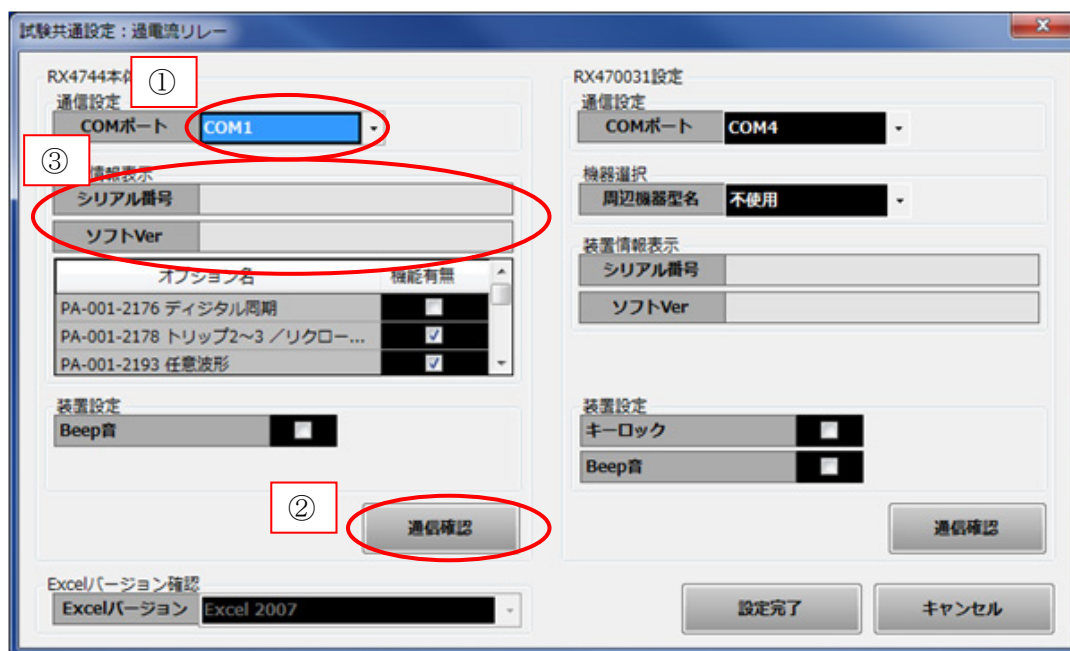 試験共通設定：過電流リレー
RX4744本
①
通信設定
COMポート COM1
③
情報表示
シリアル番号
ソフトVer
オプション名 機能有無
PA-001-2176 ディジタル同期
PA-001-2178 トリップ2～3 ／リクロー...
PA-001-2193 任意波形
装置設定
Beep音
②
通信確認
Excelバージョン確認
Excelバージョン Excel 2007
RX470031設定
通信設定
COMポート COM4
機器選択
周辺機器型名 不使用
装置情報表示
シリアル番号
ソフトVer
装置設定
キーロック
Beep音
通信確認
設定完了 キャンセル